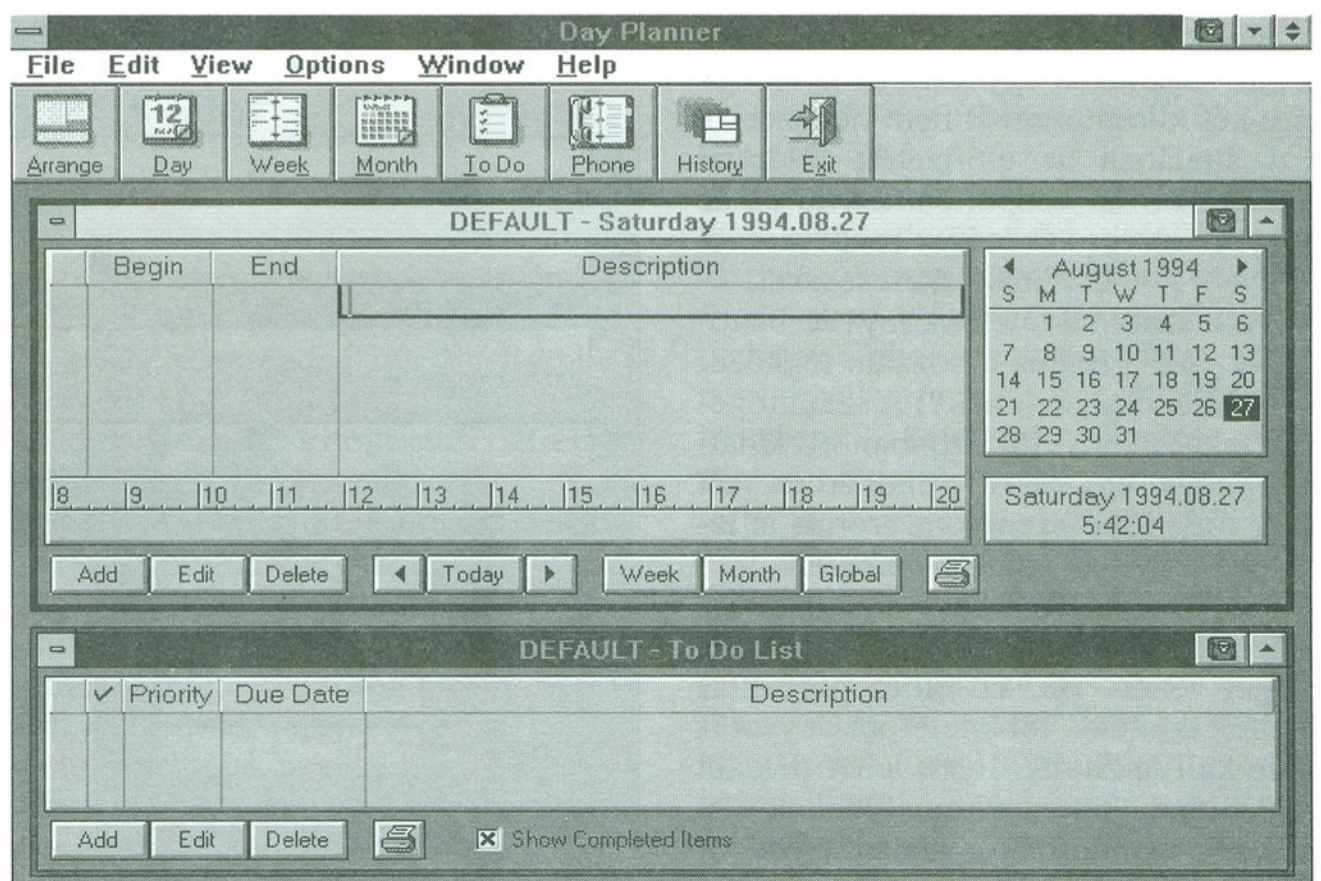 Day Planner
File Edit View Options Window Help
12
Arrange Day Week Month To Do Phone History Exit
DEFAULT - Saturday 1994.08.27
Begin End Description
August 1994
S M T W T F S
1 2 3 4 5 6
7 8 9 10 11 12 13
14 15 16 17 18 19 20
21 22 23 24 25 26 27
28 29 30 31
8 9 10 11 12 13 14 15 16 17 18 19 20
Saturday 1994.08.27
5:42:04
Add Edit Delete Today Week Month Global
DEFAULT - To Do List
✓ Priority Due Date Description
Add Edit Delete Show Completed Items